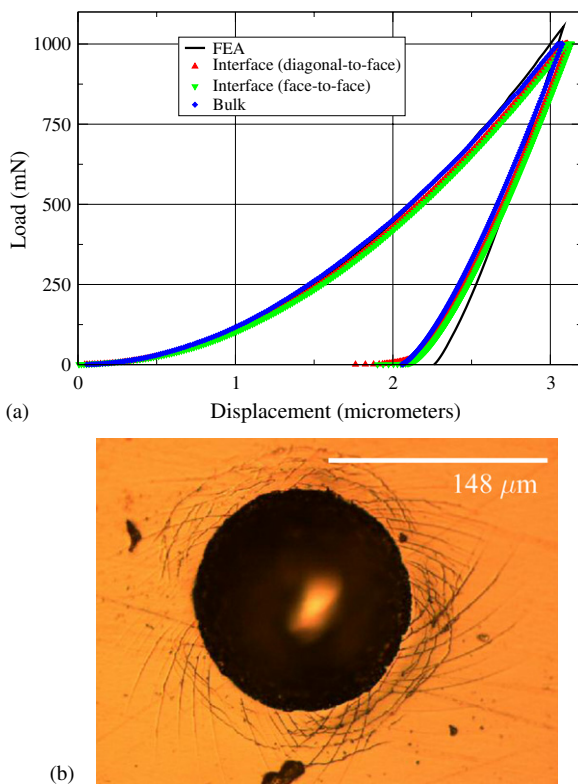 1000
750
500
250
0
Load (mN)
FEA
Interface (diagonal-to-face)
Interface (face-to-face)
Bulk
0
1
2
3
(a)
Displacement (micrometers)
148 μm
(b)